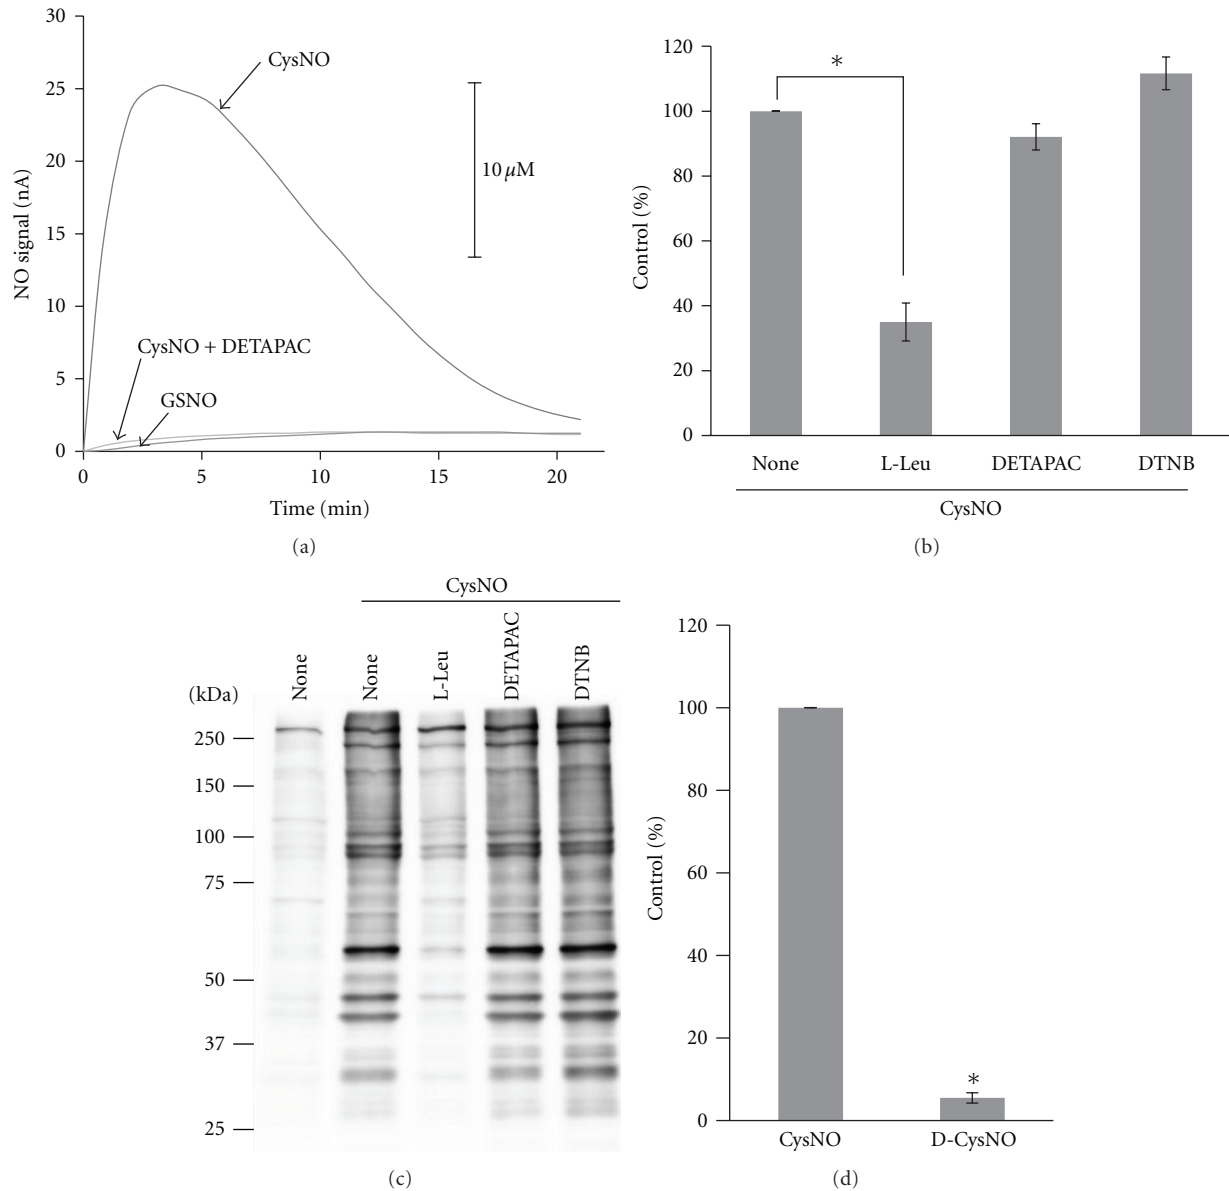 30
25
20
15
10
5
0
NO signal (nA)
CysNO
10 μM
CysNO + DETAPAC
GSNO
0 5 10 15 20
Time (min)
(a)
120
100
80
60
40
20
0
Control (%)
*
None L-Leu DETAPAC DTNB
CysNO
(b)
CysNO
(kDa)
None
None
L-Leu
DETAPAC
DTNB
250
150
100
75
50
37
25
(c)
120
100
80
60
40
20
0
Control (%)
*
CysNO D-CysNO
(d)